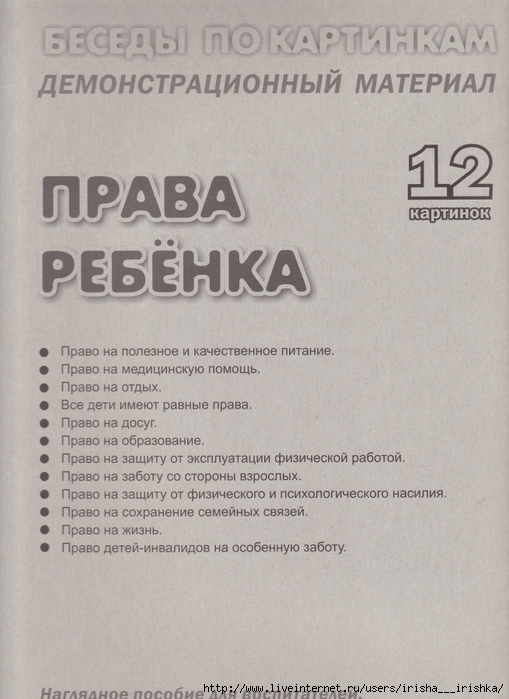 БЕСЕДЫ ПО КАРТИНКАМ
ДЕМОНСТРАЦИОННЫЙ МАТЕРИАЛ
12
картинок
ПРАВА
РЕБЁНКА
Право на полезное и качественное питание.
Право на медицинскую помощь.
Право на отдых.
Все дети имеют равные права.
Право на досуг.
Право на образование.
Право на защиту от эксплуатации физической работой.
Право на заботу со стороны взрослых.
Право на защиту от физического и психологического насилия.
Право на сохранение семейных связей.
Право на жизнь.
Право детей-инвалидов на особенную заботу.
Наглядное пособие для воспитателей,
http://www.liveinternet.ru/users/irisha___irishka/